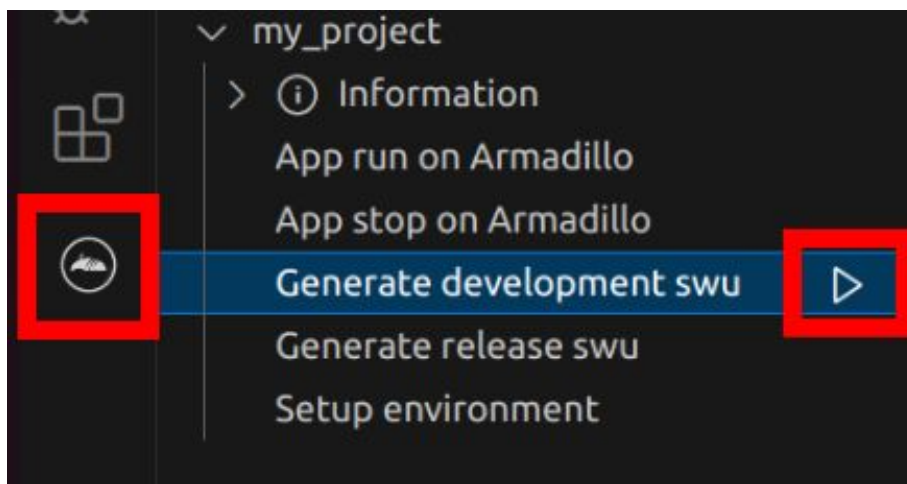 my_project
Information
App run on Armadillo
App stop on Armadillo
Generate development swu
Generate release swu
Setup environment